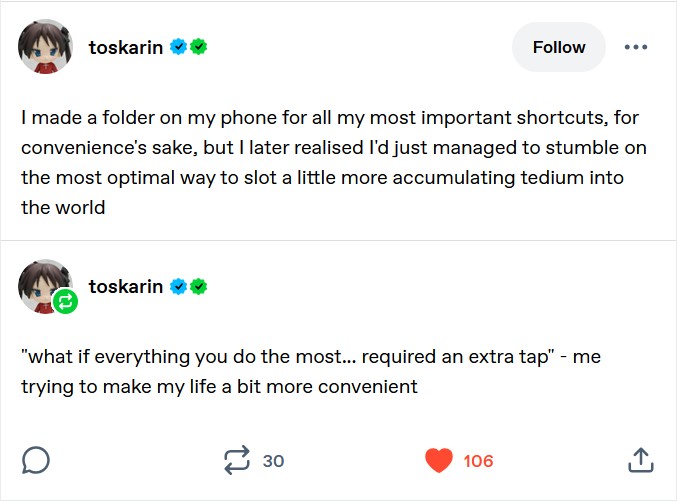 toskarin
Follow
I made a folder on my phone for all my most important shortcuts, for
convenience's sake, but I later realised I'd just managed to stumble on
the most optimal way to slot a little more accumulating tedium into
the world
toskarin
"what if everything you do the most... required an extra tap" - me
trying to make my life a bit more convenient
30
106